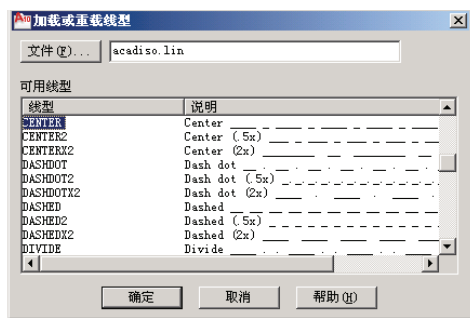 加载或重载线型
文件(F)... acadiso.lin
可用线型
线型 说明
CENTER Center
CENTER2 Center (.5x)
CENTERX2 Center (2x)
DASHDOT Dash dot
DASHDOT2 Dash dot (.5x)
DASHDOTX2 Dash dot (2x)
DASHED Dashed
DASHED2 Dashed (.5x)
DASHEDX2 Dashed (2x)
DIVIDE Divide
确定 取消 帮助(H)